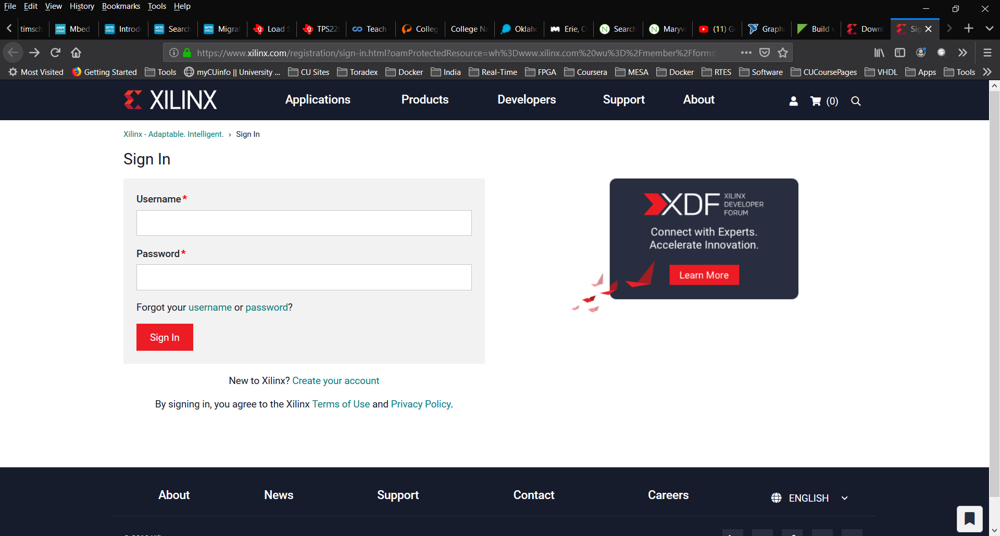 File Edit View History Bookmarks Tools Help
timsch Mbed Introd Search Migrat Load S TPS22 Teach Colleg College Na Oklaho Erie, C Search Maryvi (11) G Graphi Build v Downl Sig
https://www.xilinx.com/registration/sign-in.html?oamProtectedResource=wh%3Dwww.xilinx.com%20wu%3D%2Fmember%2Fforms
Most Visited Getting Started Tools myCUinfo || University ... CU Sites Toradex Docker India Real-Time FPGA Coursera MESA Docker RTES Software CUCoursePages VHDL Apps Tools
XILINX Applications Products Developers Support About (0)
Xilinx - Adaptable. Intelligent. › Sign In
Sign In
Username*
Password*
Forgot your username or password?
Sign In
New to Xilinx? Create your account
By signing in, you agree to the Xilinx Terms of Use and Privacy Policy.
XDF XILINX
DEVELOPER
FORUM
Connect with Experts.
Accelerate Innovation.
Learn More
About News Support Contact Careers ENGLISH